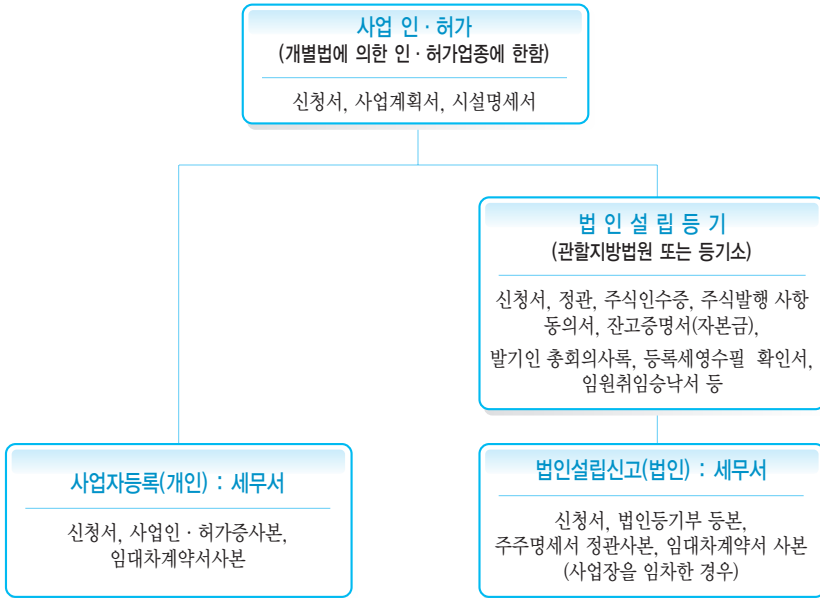 사업 인·허가
(개별법에 의한 인·허가업종에 한함)
신청서, 사업계획서, 시설명세서
법 인 설 립 등 기
(관할지방법원 또는 등기소)
신청서, 정관, 주식인수증, 주식발행 사항
동의서, 잔고증명서(자본금),
발기인 총회의사록, 등록세영수필 확인서,
임원취임승낙서 등
사업자등록(개인) : 세무서
신청서, 사업인·허가증사본,
임대차계약서사본
법인설립신고(법인) : 세무서
신청서, 법인등기부 등본,
주주명세서 정관사본, 임대차계약서 사본
(사업장을 임차한 경우)